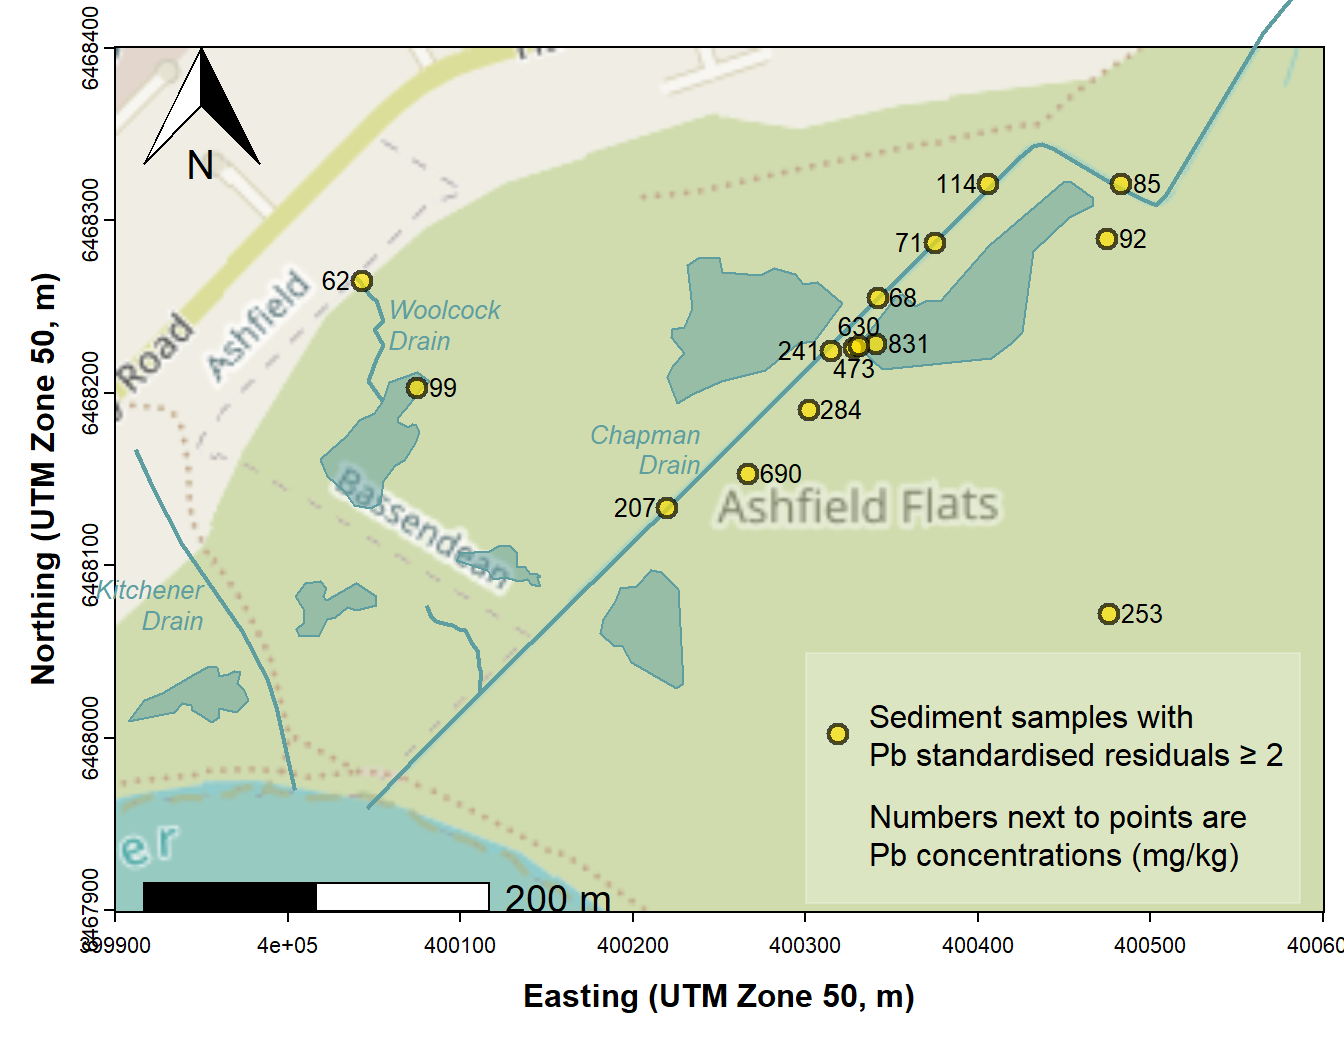 6468400
6468300
6468200
6468100
6468000
6467900
Northing (UTM Zone 50, m)
N
Road
Ashfield
62
Woolcock
Drain
99
Bassendean
Kitchener
Drain
Chapman
Drain
114
85
71
92
68
630
241
831
473
284
690
207
Ashfield Flats
253
er
200 m
Sediment samples with
Pb standardised residuals ≥ 2
Numbers next to points are
Pb concentrations (mg/kg)
399900
4e+05
400100
400200
400300
400400
400500
40060
Easting (UTM Zone 50, m)